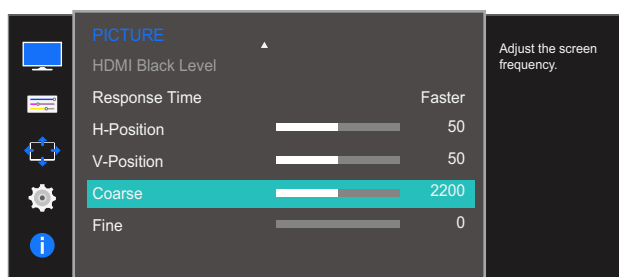 PICTURE
HDMI Black Level
Response Time Faster
H-Position 50
V-Position 50
Coarse 2200
Fine 0
Adjust the screen
frequency.